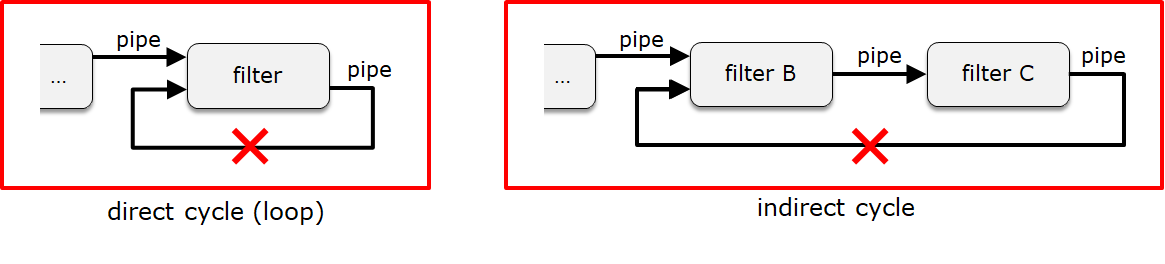 pipe
...
filter
pipe
direct cycle (loop)
pipe
...
filter B
pipe
filter C
pipe
indirect cycle